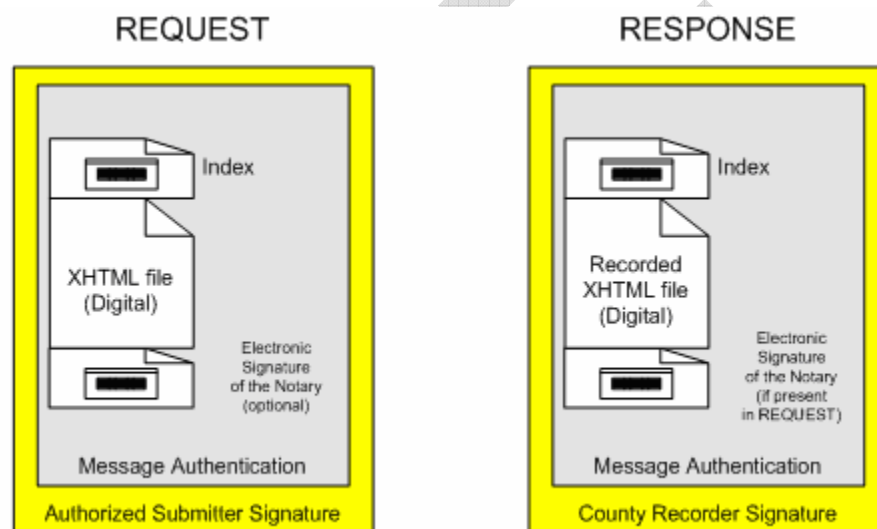 REQUEST
Index
XHTML file
(Digital)
Electronic
Signature
of the Notary
(optional)
Message Authentication
Authorized Submitter Signature
RESPONSE
Index
Recorded
XHTML file
(Digital)
Electronic
Signature
of the Notary
(if present
in REQUEST)
Message Authentication
County Recorder Signature